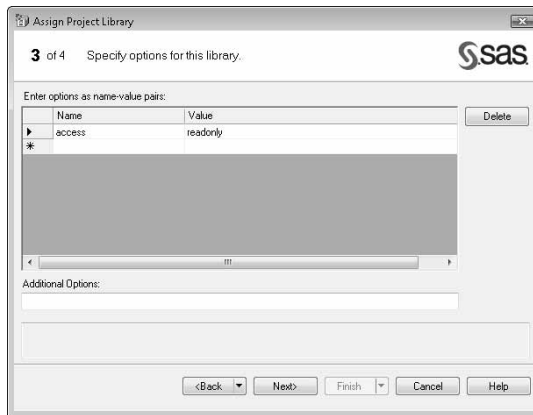 Assign Project Library
3 of 4 Specify options for this library.
sas
Enter options as name-value pairs:
Name Value
access readonly
Delete
Additional Options:
<Back Next> Finish Cancel Help